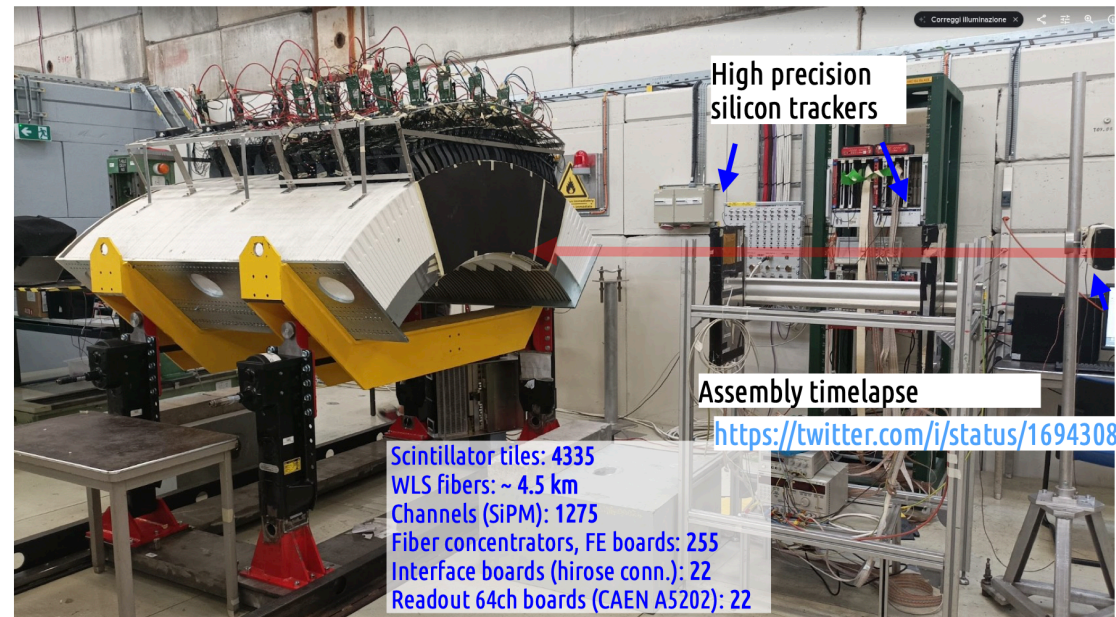 Correggi illuminazione
High precision
silicon trackers
Assembly timelapse
https://twitter.com/i/status/1694308
Scintillator tiles: 4335
WLS fibers: ~ 4.5 km
Channels (SiPM): 1275
Fiber concentrators, FE boards: 255
Interface boards (hirose conn.): 22
Readout 64ch boards (CAEN A5202): 22